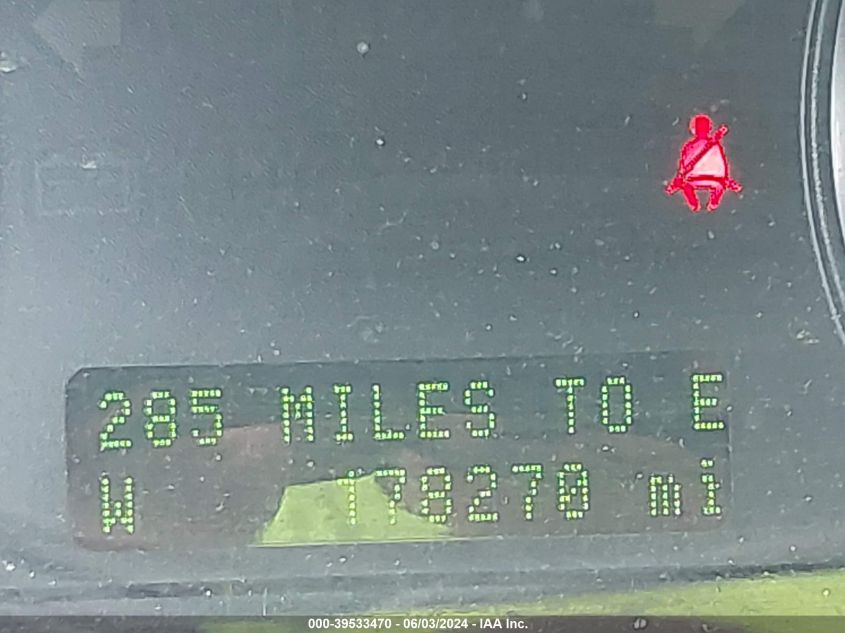 285 MILES TO E
W 178270 mi
000-39533470 - 06/03/2024 - IAA Inc.